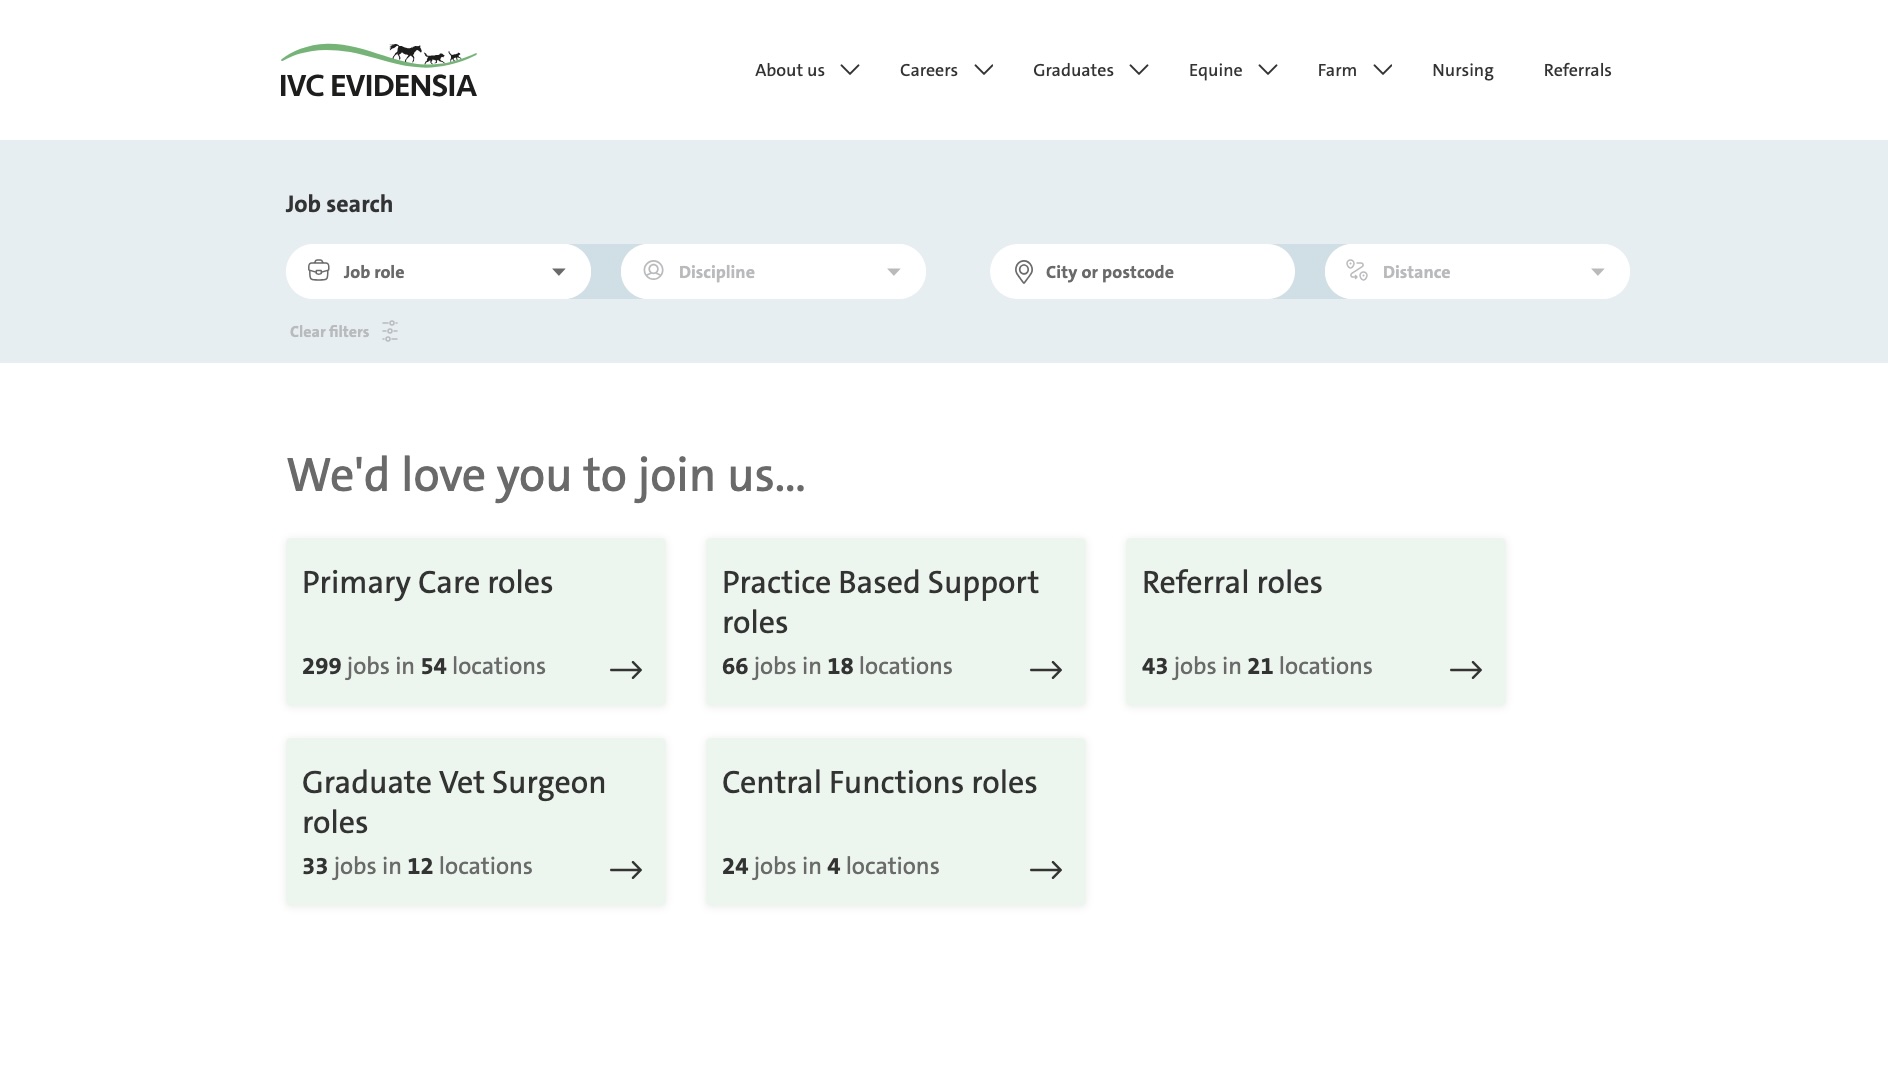 IVC EVIDENSIA
About us
Careers
Graduates
Equine
Farm
Nursing
Referrals
Job search
Job role
Discipline
City or postcode
Distance
Clear filters
We'd love you to join us...
Primary Care roles
299 jobs in 54 locations
Practice Based Support
roles
66 jobs in 18 locations
Referral roles
43 jobs in 21 locations
Graduate Vet Surgeon
roles
33 jobs in 12 locations
Central Functions roles
24 jobs in 4 locations